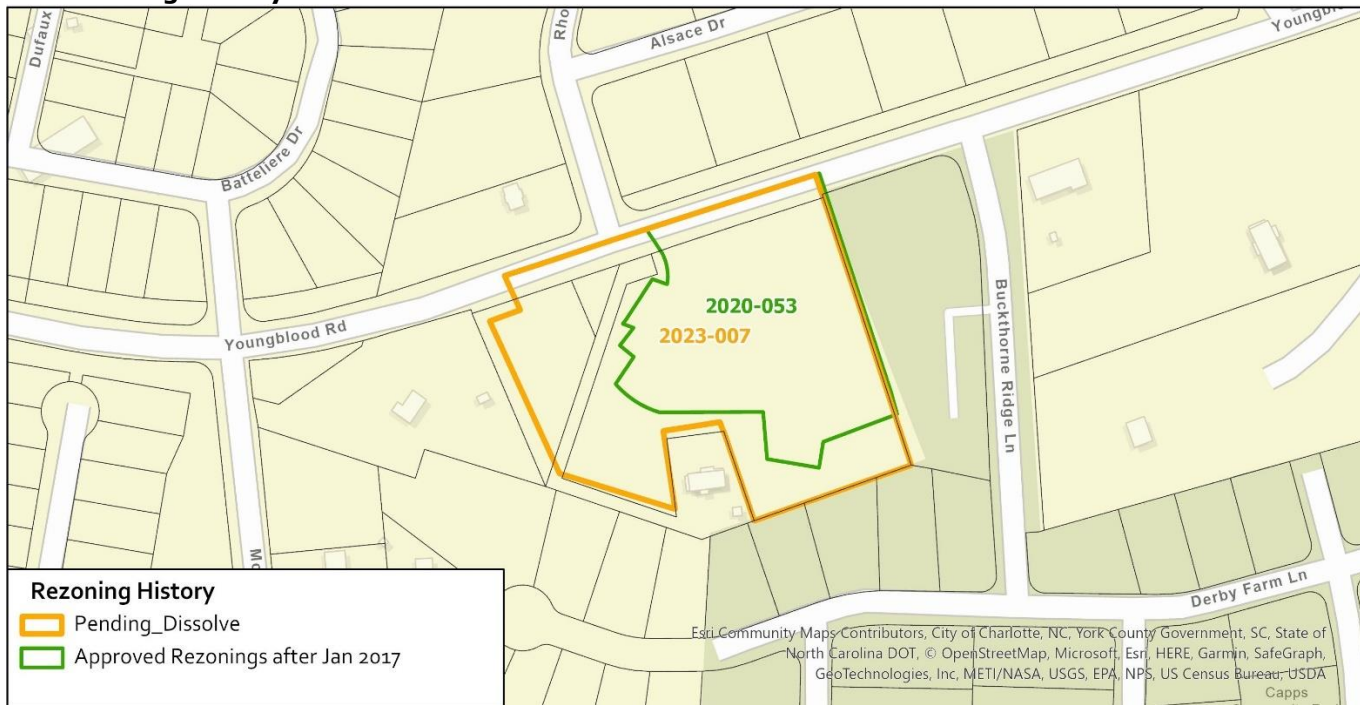 Dufaux
Rho
Alsace Dr
Batteliere Dr
2020-053
2023-007
Youngblood Rd
Buckthorne Ridge Ln
Derby Farm Ln
Rezoning History
Pending_Dissolve
Approved Rezonings after Jan 2017
Esri Community Maps Contributors, City of Charlotte, NC, York County Government, SC, State of
North Carolina DOT, © OpenStreetMap, Microsoft, Esri, HERE, Garmin, SafeGraph,
GeoTechnologies, Inc, METI/NASA, USGS, EPA, NPS, US Census Bureau, USDA
Capps